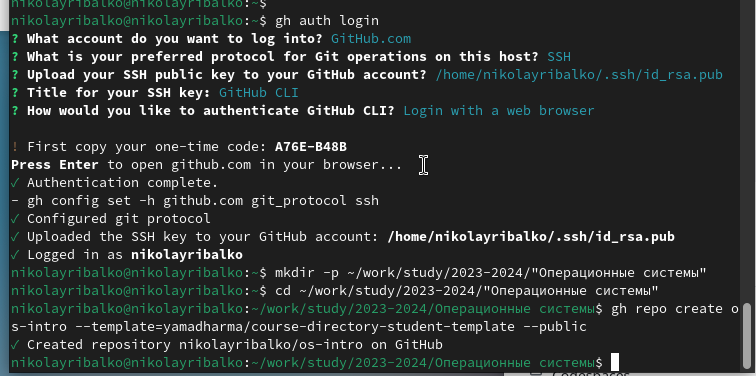 nikolayribalko@nikolayribalko:~$
nikolayribalko@nikolayribalko:~$ gh auth login
? What account do you want to log into? GitHub.com
? What is your preferred protocol for Git operations on this host? SSH
? Upload your SSH public key to your GitHub account? /home/nikolayribalko/.ssh/id_rsa.pub
? Title for your SSH key: GitHub CLI
? How would you like to authenticate GitHub CLI? Login with a web browser
! First copy your one-time code: A76E-B48B
Press Enter to open github.com in your browser...
✓ Authentication complete.
- gh config set -h github.com git_protocol ssh
✓ Configured git protocol
✓ Uploaded the SSH key to your GitHub account: /home/nikolayribalko/.ssh/id_rsa.pub
✓ Logged in as nikolayribalko
nikolayribalko@nikolayribalko:~$ mkdir -p ~/work/study/2023-2024/"Операционные системы"
nikolayribalko@nikolayribalko:~$ cd ~/work/study/2023-2024/"Операционные системы"
nikolayribalko@nikolayribalko:~/work/study/2023-2024/Операционные системы$ gh repo create o
s-intro --template=yamadharma/course-directory-student-template --public
✓ Created repository nikolayribalko/os-intro on GitHub
nikolayribalko@nikolayribalko:~/work/study/2023-2024/Операционные системы$